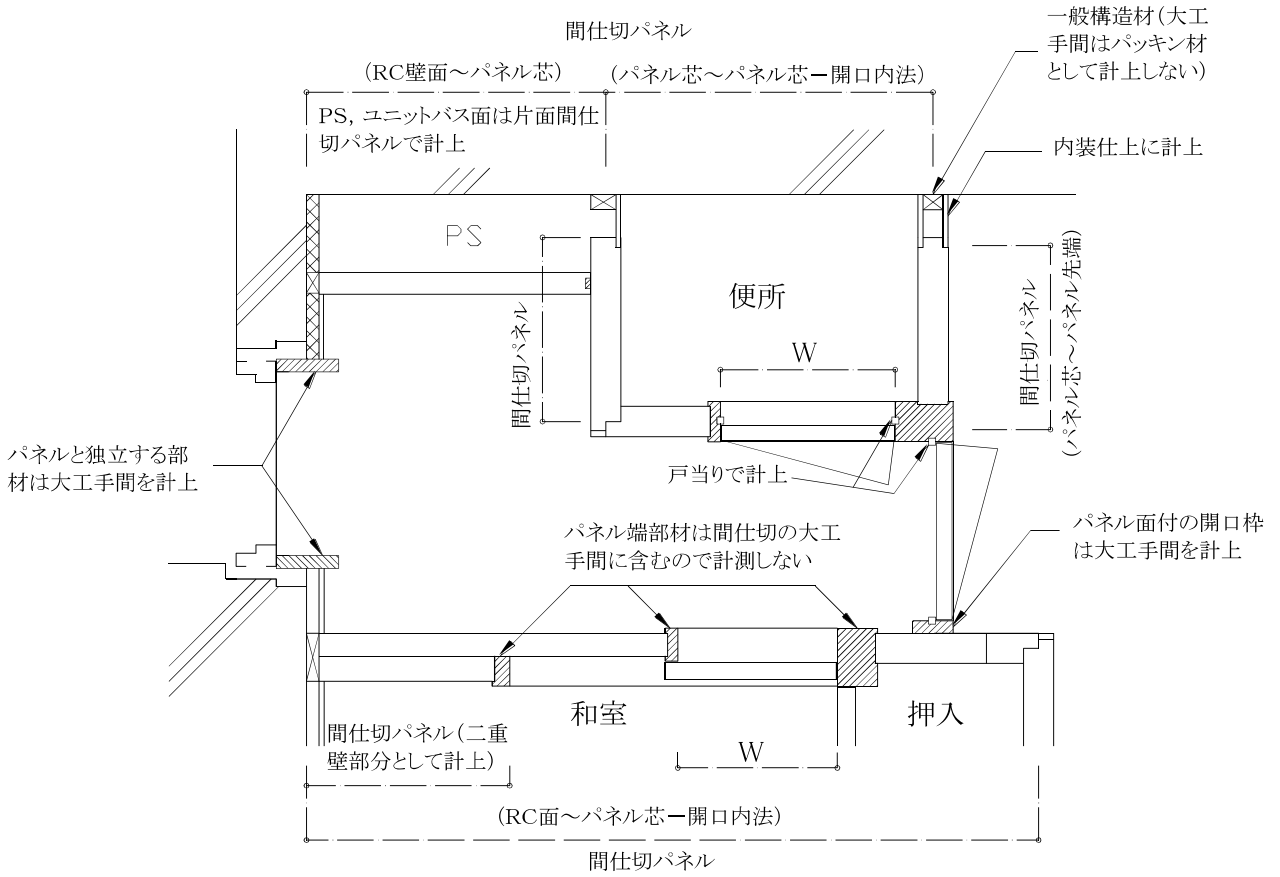 間仕切パネル
(RC壁面～パネル芯)
(パネル芯～パネル芯－開口内法)
一般構造材(大工
手間はパッキン材
として計上しない)
PS, ユニットバス面は片面間仕
切パネルで計上
内装仕上に計上
PS
便所
間仕切パネル
W
間仕切パネル
(パネル芯～パネル先端)
パネルと独立する部
材は大工手間を計上
戸当りで計上
パネル端部材は間仕切の大工
手間に含むので計測しない
パネル面付の開口枠
は大工手間を計上
和室
押入
間仕切パネル(二重
壁部分として計上)
W
(RC面～パネル芯－開口内法)
間仕切パネル